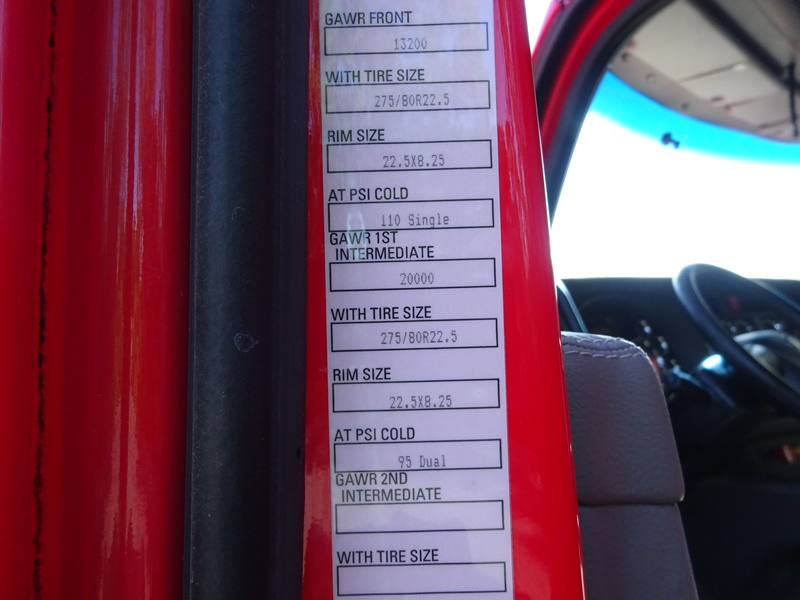 GAWR FRONT
13200
WITH TIRE SIZE
275/80R22.5
RIM SIZE
22.5X8.25
AT PSI COLD
110 Single
GAWR 1ST
INTERMEDIATE
20000
WITH TIRE SIZE
275/80R22.5
RIM SIZE
22.5X8.25
AT PSI COLD
95 Dual
GAWR 2ND
INTERMEDIATE
WITH TIRE SIZE